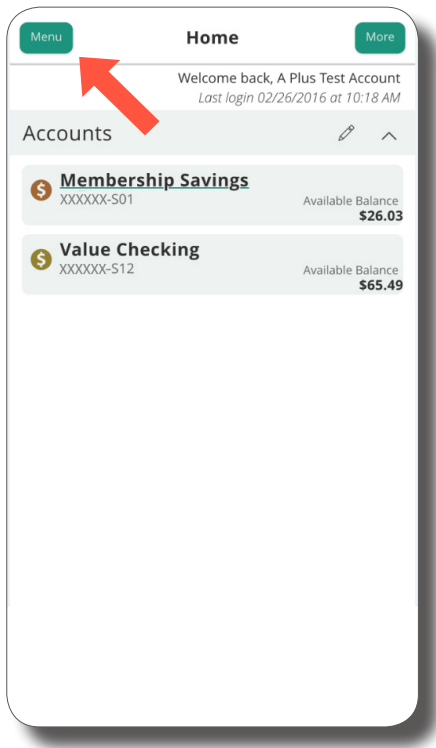 Menu Home More
Welcome back, A Plus Test Account
Last login 02/26/2016 at 10:18 AM
Accounts
Membership Savings
XXXXXX-S01
Available Balance
$26.03
Value Checking
XXXXXX-S12
Available Balance
$65.49